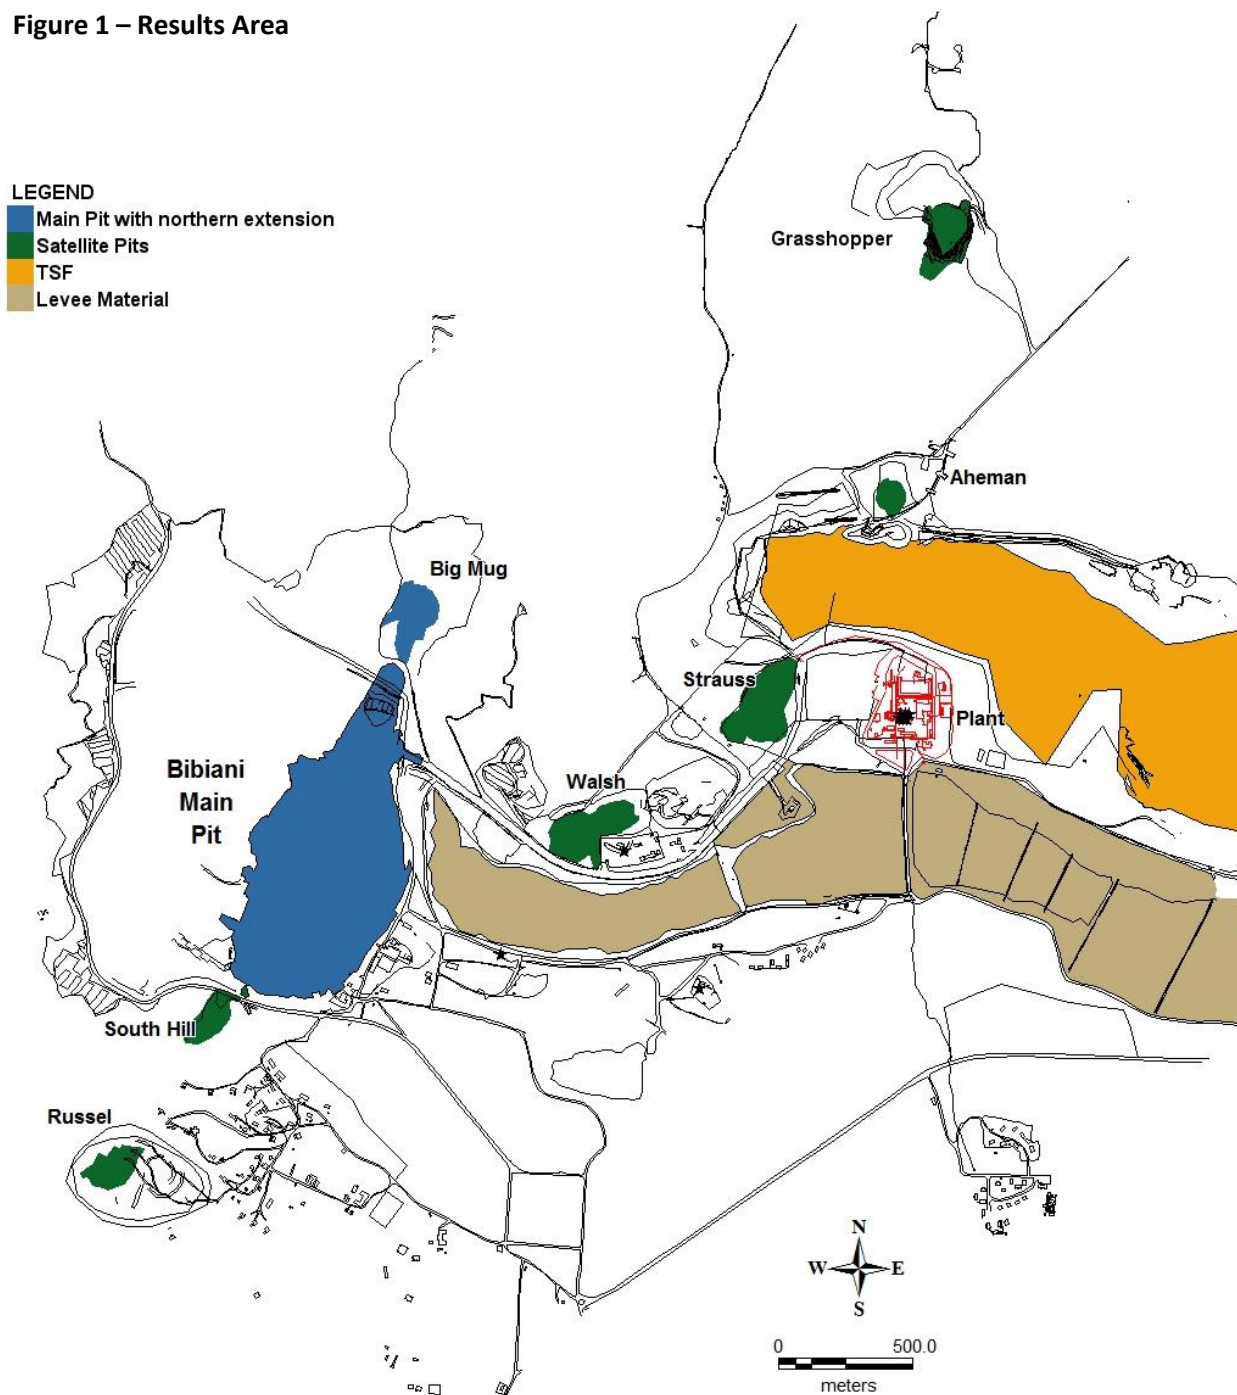 Figure 1 – Results Area
LEGEND
Main Pit with northern extension
Satellite Pits
TSF
Levee Material
Grasshopper
Aheman
Big Mug
Strauss
Plant
Bibiani
Main
Pit
Walsh
South Hill
Russel
N
W E
S
0 500.0
meters